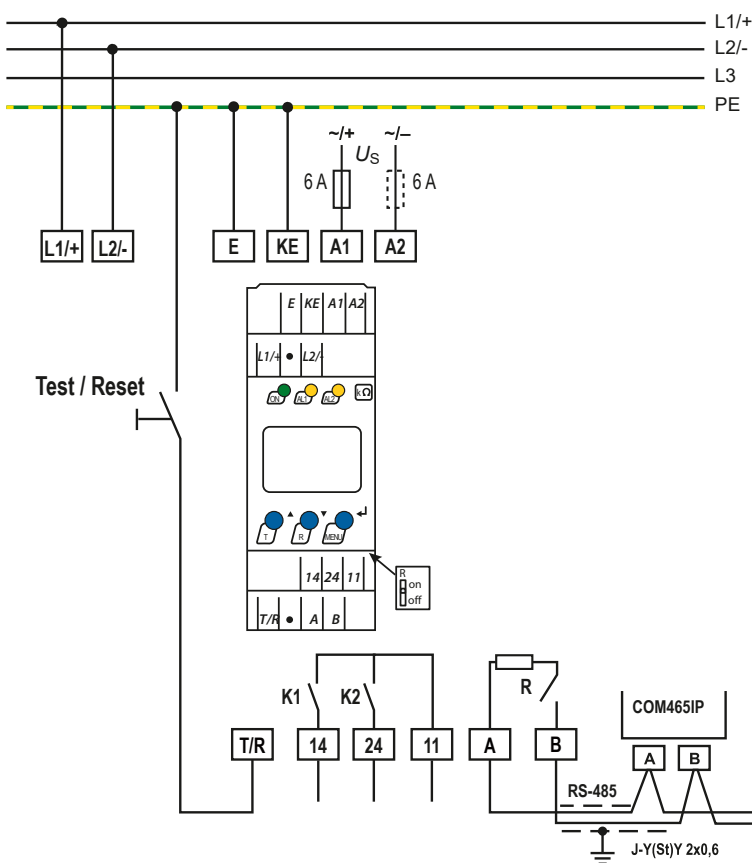 L1/+
L2/-
L3
PE
~/+ ~/–
US
6 A 6 A
L1/+ L2/- E KE A1 A2
E KE A1 A2
L1/+ • L2/-
Test / Reset
ON AL1 AL2 kΩ
T R MENU
R
on
off
14 24 11
T/R • A B
K1 K2 R
COM465IP
T/R 14 24 11 A B
A B
RS-485
J-Y(St)Y 2x0,6